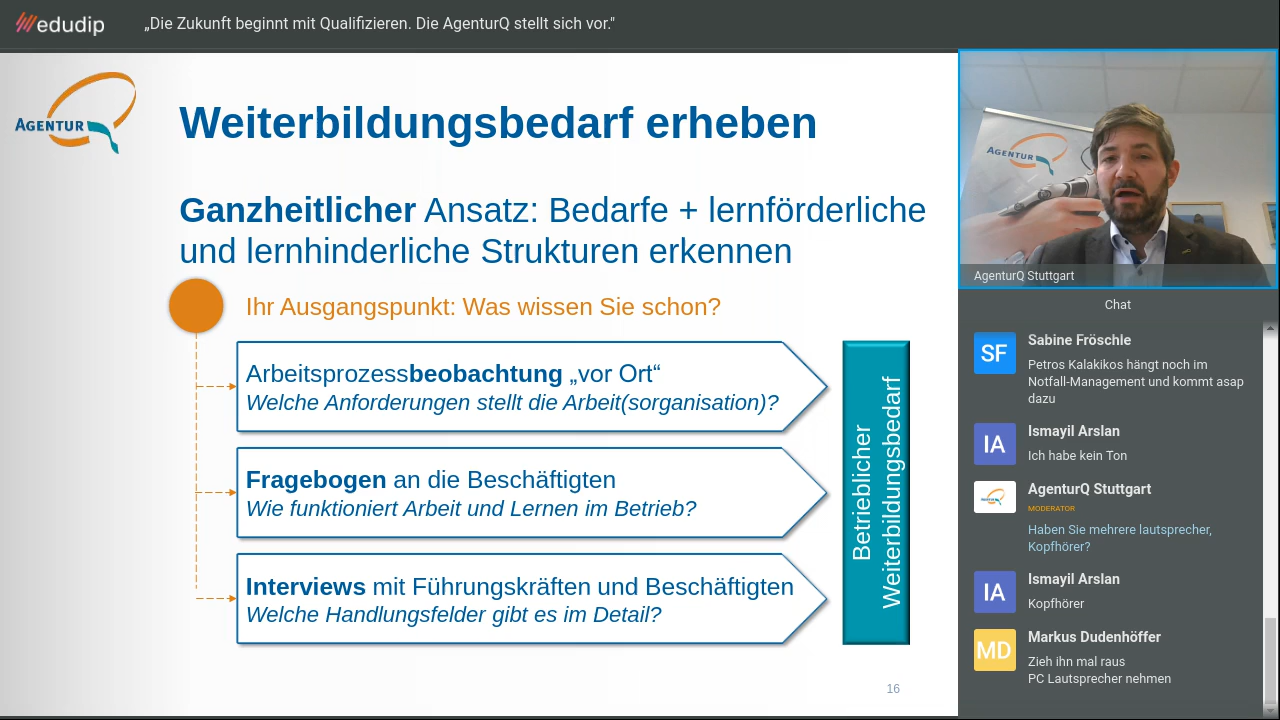 edudip
„Die Zukunft beginnt mit Qualifizieren. Die AgenturQ stellt sich vor."
AGENTUR
Weiterbildungsbedarf erheben
Ganzheitlicher Ansatz: Bedarfe + lernförderliche
und lernhinderliche Strukturen erkennen
Ihr Ausgangspunkt: Was wissen Sie schon?
Arbeitsprozessbeobachtung „vor Ort“
Welche Anforderungen stellt die Arbeit(sorganisation)?
Fragebogen an die Beschäftigten
Wie funktioniert Arbeit und Lernen im Betrieb?
Interviews mit Führungskräften und Beschäftigten
Welche Handlungsfelder gibt es im Detail?
Betrieblicher
Weiterbildungsbedarf
16
AGENTUR
AgenturQ Stuttgart
Chat
SF
Sabine Fröschle
Petros Kalakikos hängt noch im
Notfall-Management und kommt asap
dazu
IA
Ismayil Arslan
Ich habe kein Ton
AgenturQ Stuttgart
MODERATOR
Haben Sie mehrere lautsprecher,
Kopfhörer?
IA
Ismayil Arslan
Kopfhörer
MD
Markus Dudenhöffer
Zieh ihn mal raus
PC Lautsprecher nehmen